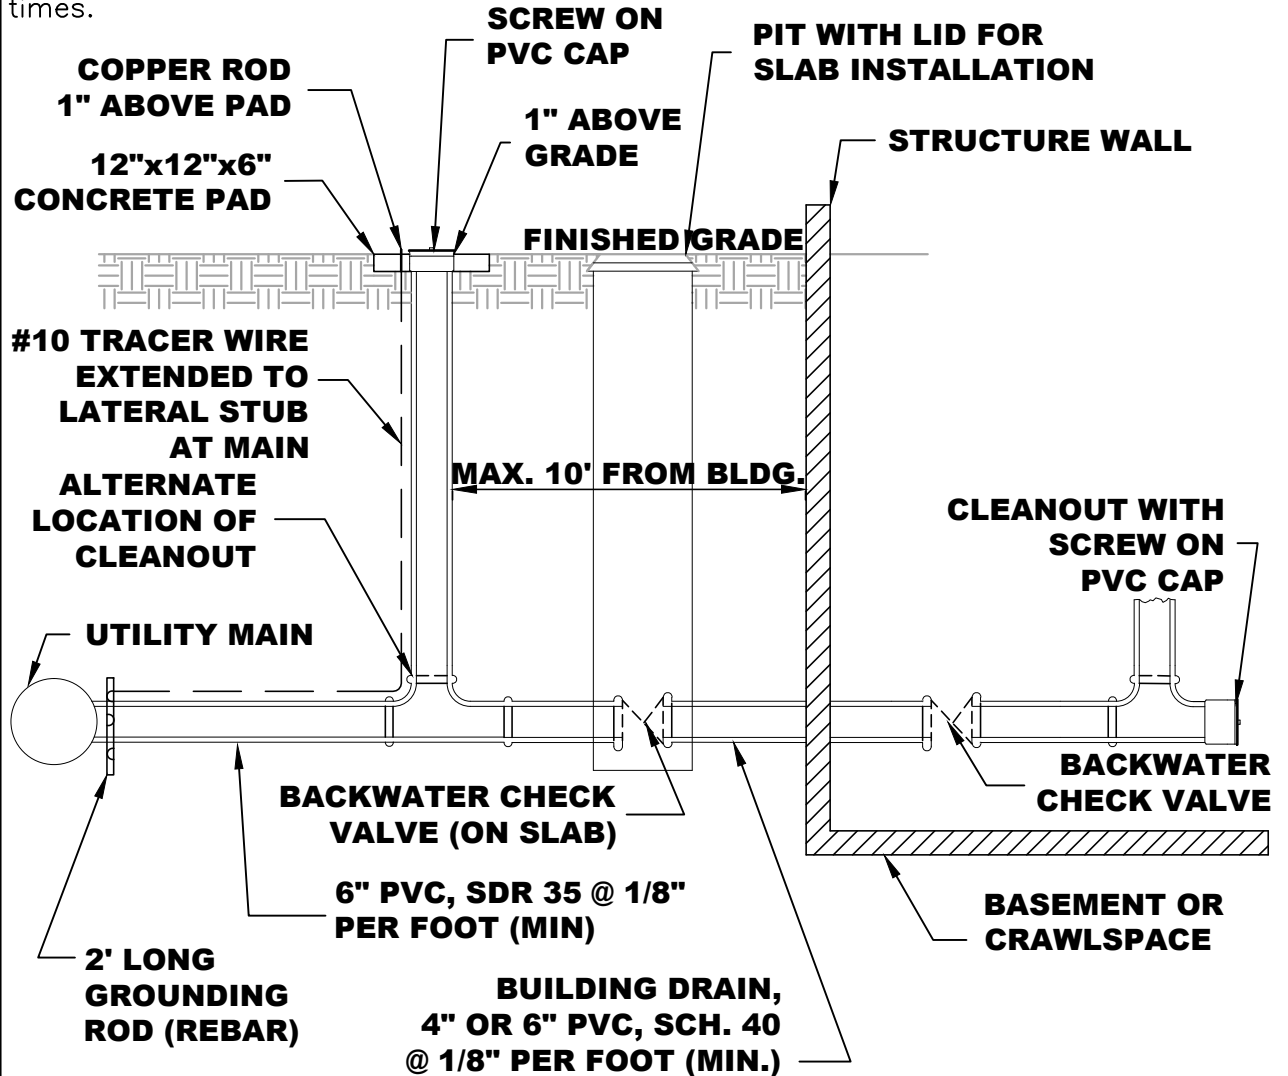 times.
SCREW ON
PVC CAP
PIT WITH LID FOR
SLAB INSTALLATION
COPPER ROD
1" ABOVE PAD
1" ABOVE
GRADE
STRUCTURE WALL
12"x12"x6"
CONCRETE PAD
FINISHED GRADE
#10 TRACER WIRE
EXTENDED TO
LATERAL STUB
AT MAIN
MAX. 10' FROM BLDG.
ALTERNATE
LOCATION OF
CLEANOUT
CLEANOUT WITH
SCREW ON
PVC CAP
UTILITY MAIN
BACKWATER CHECK
VALVE (ON SLAB)
BACKWATER
CHECK VALVE
6" PVC, SDR 35 @ 1/8"
PER FOOT (MIN)
BASEMENT OR
CRAWLSPACE
2' LONG
GROUNDING
ROD (REBAR)
BUILDING DRAIN,
4" OR 6" PVC, SCH. 40
@ 1/8" PER FOOT (MIN.)